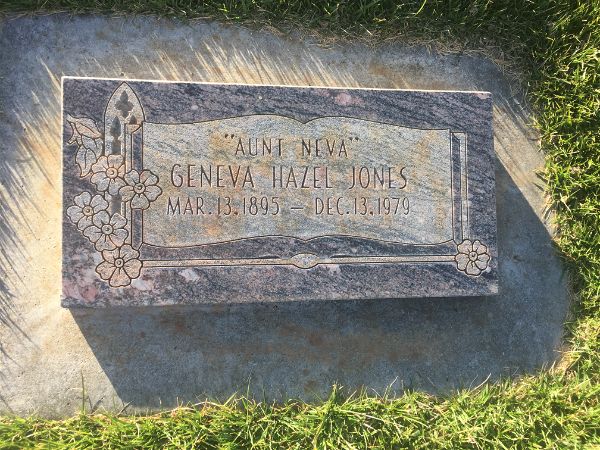 "AUNT NEVA"
GENEVA HAZEL JONES
MAR. 13, 1895 – DEC. 13, 1979